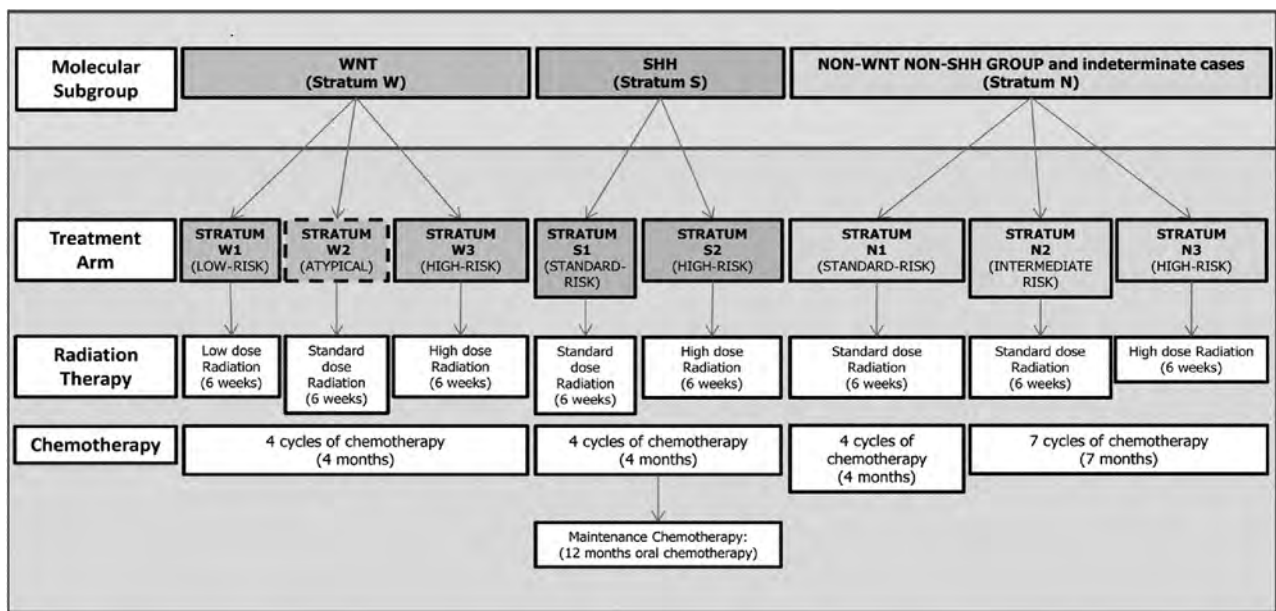 Molecular
Subgroup
WNT
(Stratum W)
SHH
(Stratum S)
NON-WNT NON-SHH GROUP and indeterminate cases
(Stratum N)
Treatment
Arm
STRATUM
W1
(LOW-RISK)
STRATUM
W2
(ATYPICAL)
STRATUM
W3
(HIGH-RISK)
STRATUM
S1
(STANDARD-
RISK)
STRATUM
S2
(HIGH-RISK)
STRATUM
N1
(STANDARD-RISK)
STRATUM
N2
(INTERMEDIATE
RISK)
STRATUM
N3
(HIGH-RISK)
Radiation
Therapy
Low dose
Radiation
(6 weeks)
Standard
dose
Radiation
(6 weeks)
High dose
Radiation
(6 weeks)
Standard
dose
Radiation
(6 weeks)
High dose
Radiation
(6 weeks)
Standard dose
Radiation
(6 weeks)
Standard dose
Radiation
(6 weeks)
High dose Radiation
(6 weeks)
Chemotherapy
4 cycles of chemotherapy
(4 months)
4 cycles of chemotherapy
(4 months)
4 cycles of
chemotherapy
(4 months)
7 cycles of chemotherapy
(7 months)
Maintenance Chemotherapy:
(12 months oral chemotherapy)